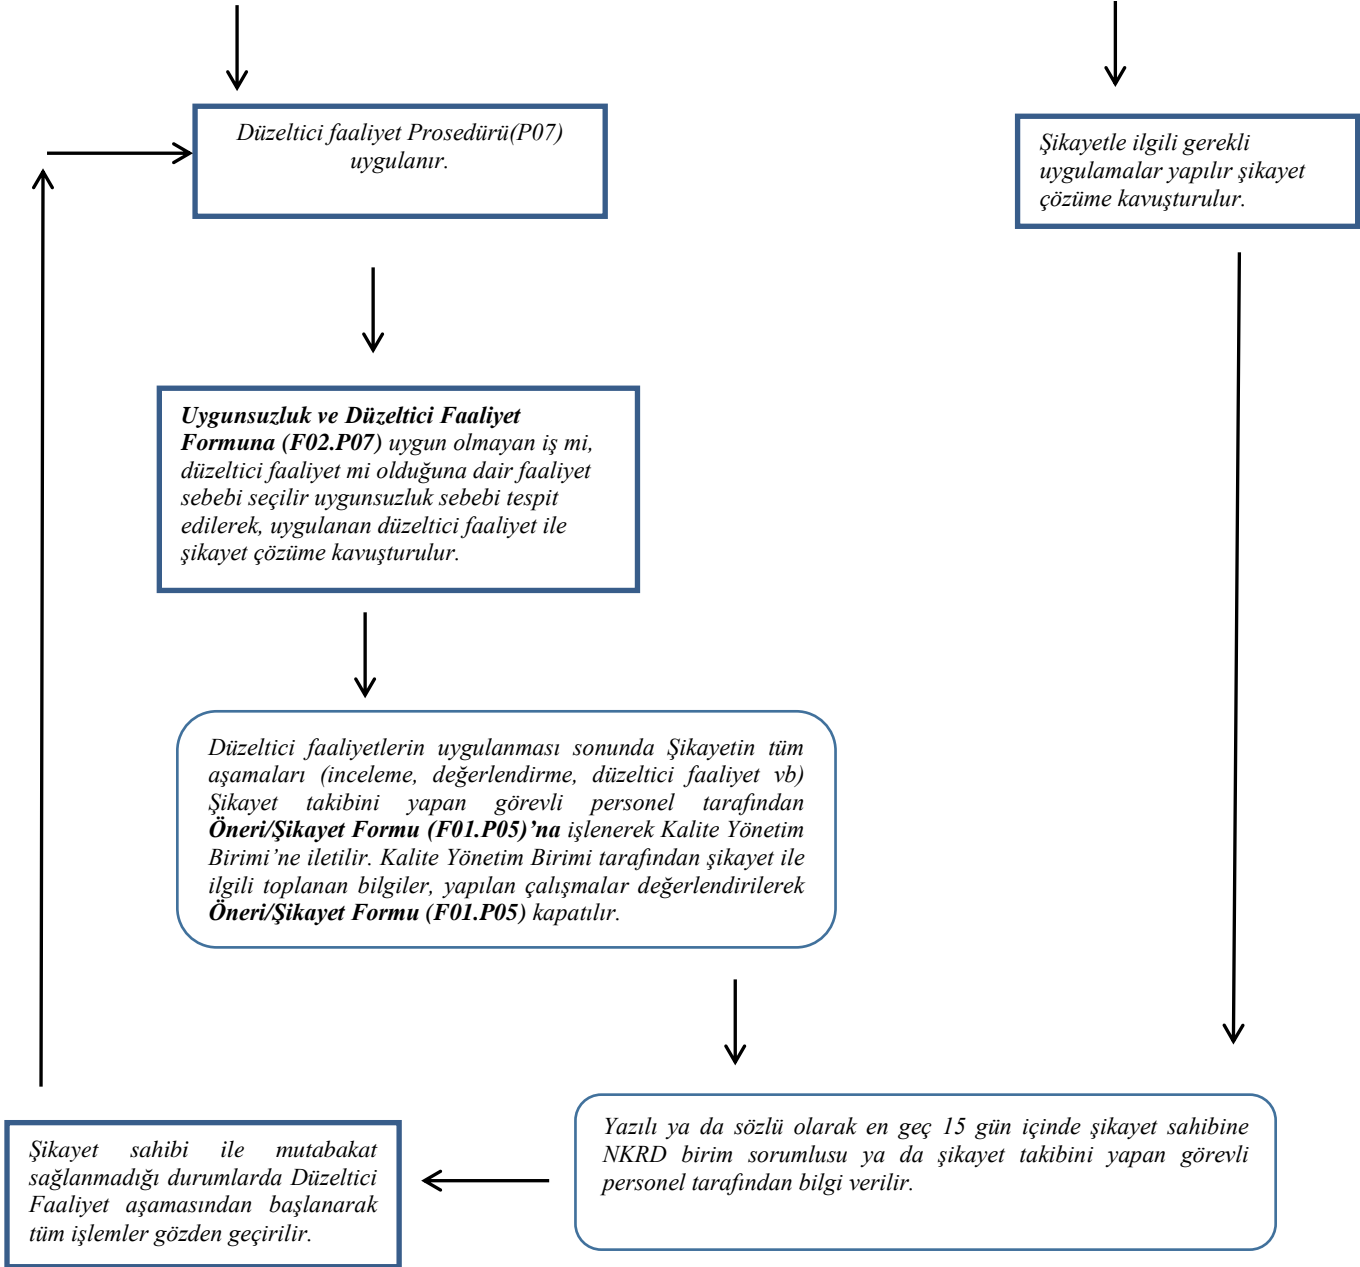 Düzeltici faaliyet Prosedürü(P07)
uygulanır.
Şikayetle ilgili gerekli
uygulamalar yapılır şikayet
çözüme kavuşturulur.
Uygunsuzluk ve Düzeltici Faaliyet
Formuna (F02.P07) uygun olmayan iş mi,
düzeltici faaliyet mi olduğuna dair faaliyet
sebebi seçilir uygunsuzluk sebebi tespit
edilerek, uygulanan düzeltici faaliyet ile
şikayet çözüme kavuşturulur.
Düzeltici faaliyetlerin uygulanması sonunda Şikayetin tüm
aşamaları (inceleme, değerlendirme, düzeltici faaliyet vb)
Şikayet takibini yapan görevli personel tarafından
Öneri/Şikayet Formu (F01.P05)’na işlenerek Kalite Yönetim
Birimi’ne iletilir. Kalite Yönetim Birimi tarafından şikayet ile
ilgili toplanan bilgiler, yapılan çalışmalar değerlendirilerek
Öneri/Şikayet Formu (F01.P05) kapatılır.
Yazılı ya da sözlü olarak en geç 15 gün içinde şikayet sahibine
NKRD birim sorumlusu ya da şikayet takibini yapan görevli
personel tarafından bilgi verilir.
Şikayet sahibi ile mutabakat
sağlanmadığı durumlarda Düzeltici
Faaliyet aşamasından başlanarak
tüm işlemler gözden geçirilir.